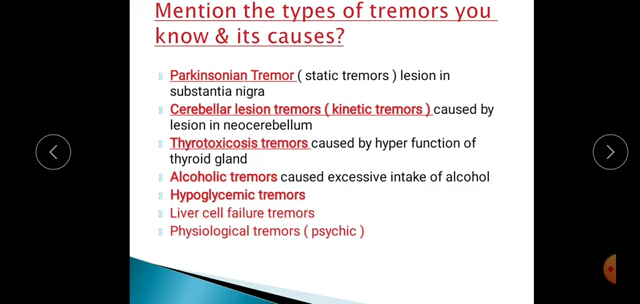 Mention the types of tremors you
know & its causes?
Parkinsonian Tremor ( static tremors ) lesion in
substantia nigra
Cerebellar lesion tremors ( kinetic tremors ) caused by
lesion in neocerebellum
Thyrotoxicosis tremors caused by hyper function of
thyroid gland
Alcoholic tremors caused excessive intake of alcohol
Hypoglycemic tremors
Liver cell failure tremors
Physiological tremors ( psychic )